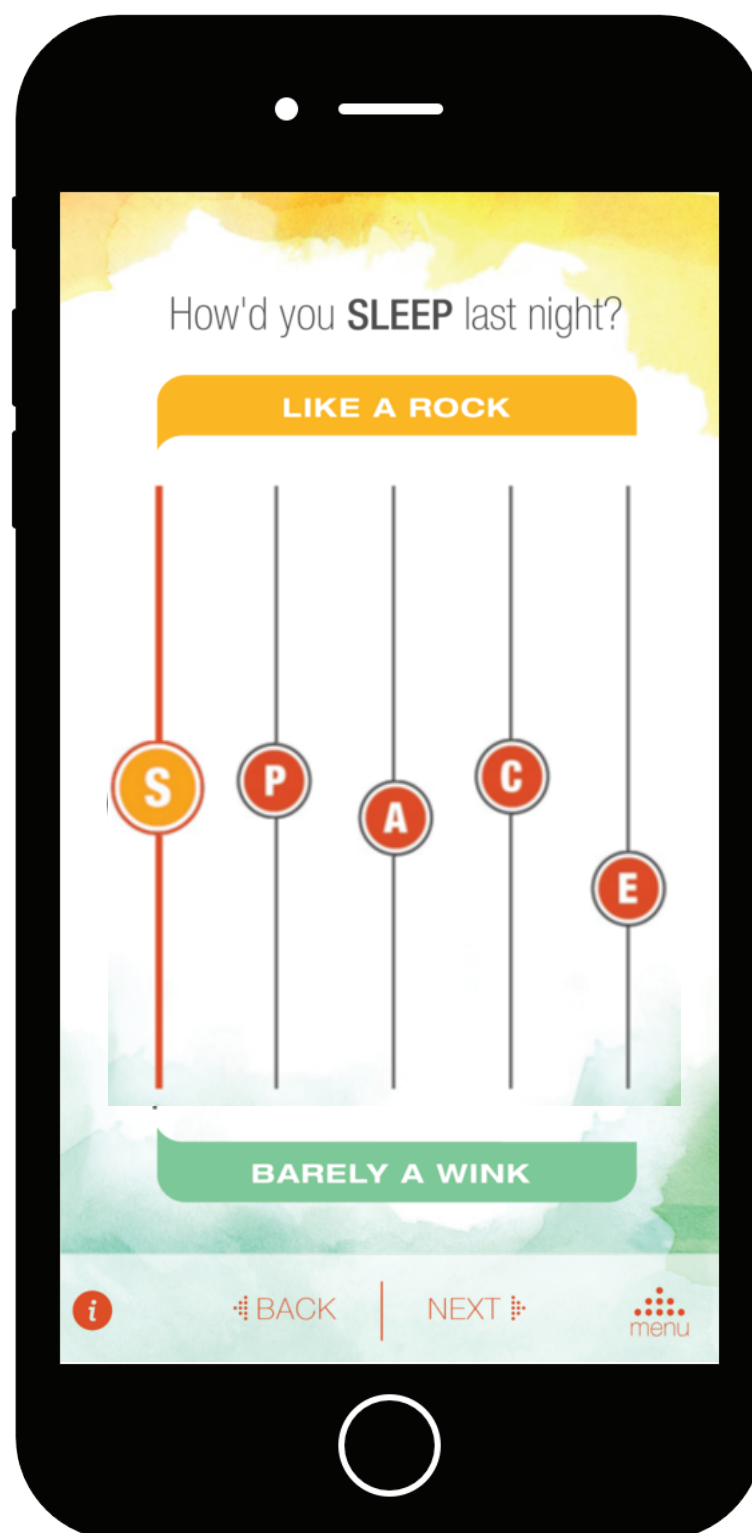 How'd you SLEEP last night?
LIKE A ROCK
S P A C E
BARELY A WINK
i BACK NEXT menu